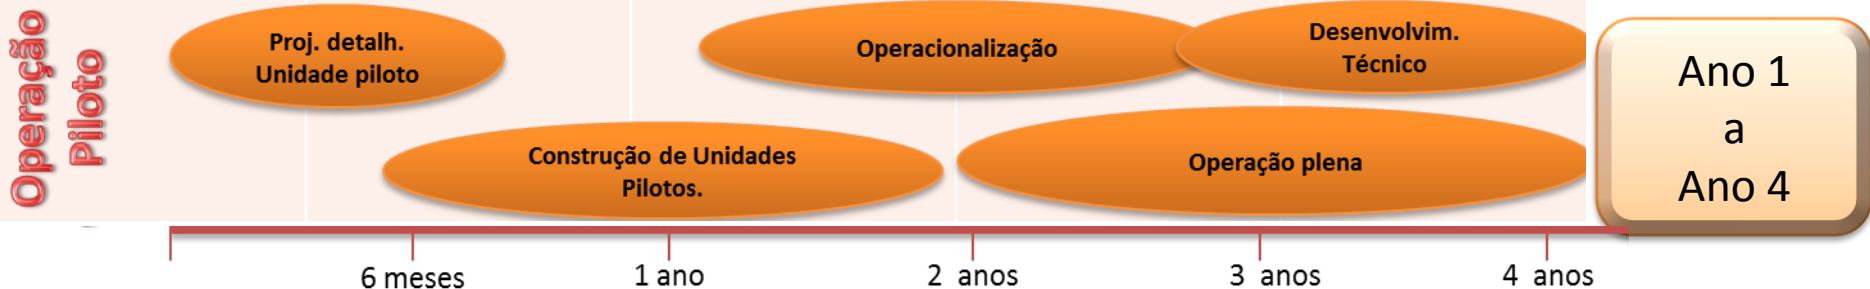 Operação
Piloto
Proj. detalh.
Unidade piloto
Construção de Unidades
Pilotos.
Operacionalização
Desenvolvim.
Técnico
Operação plena
Ano 1
a
Ano 4
6 meses
1 ano
2 anos
3 anos
4 anos